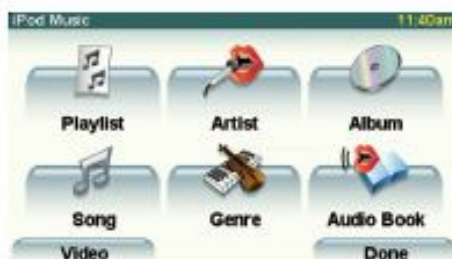 iPod Music 11:40am
Playlist Artist Album
Song Genre Audio Book
Video Done